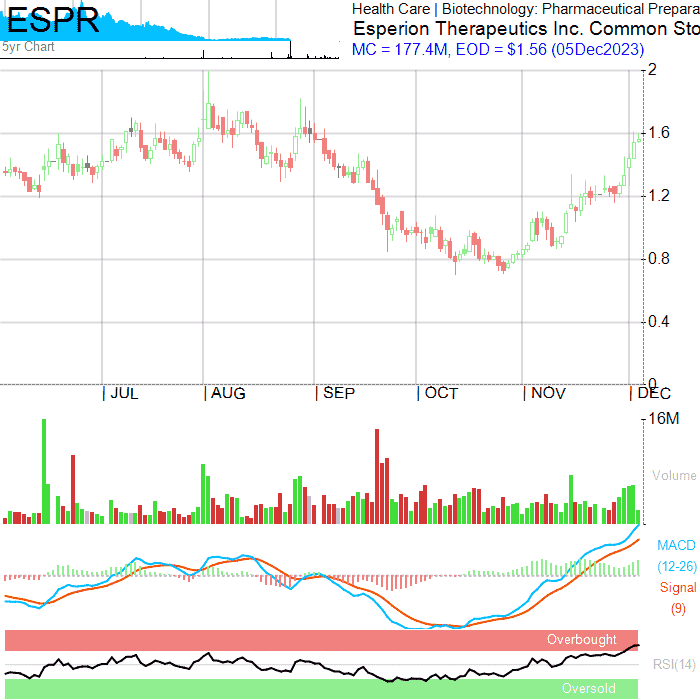 ESPR
5yr Chart
Health Care | Biotechnology: Pharmaceutical Prepara
Esperion Therapeutics Inc. Common Sto
MC = 177.4M, EOD = $1.56 (05Dec2023)
2
1.6
1.2
0.8
0.4
0
JUL
AUG
SEP
OCT
NOV
DEC
16M
Volume
MACD
(12-26)
Signal
(9)
Overbought
RSI(14)
Oversold